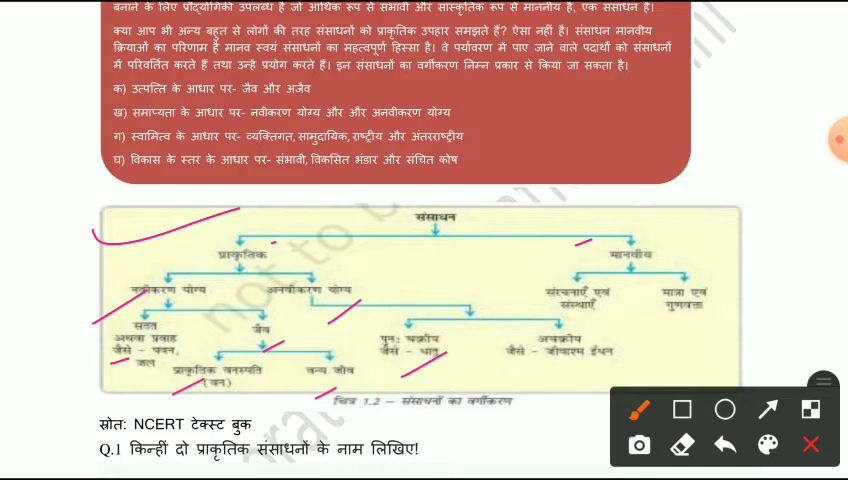 बनाने के लिए प्रौद्योगिकी उपलब्ध है जो आर्थिक रूप से संभावी और सांस्कृतिक रूप से माननीय है, एक संसाधन है।
क्या आप भी अन्य बहुत से लोगों की तरह संसाधनों को प्राकृतिक उपहार समझते हैं? ऐसा नहीं है। संसाधन मानवीय
क्रियाओं का परिणाम है मानव स्वयं संसाधनों का महत्वपूर्ण हिस्सा है। वे पर्यावरण में पाए जाने वाले पदार्थों को संसाधनों
में परिवर्तित करते हैं तथा उन्हें प्रयोग करते हैं। इन संसाधनों का वर्गीकरण निम्न प्रकार से किया जा सकता है।
क) उत्पत्ति के आधार पर- जैव और अजैव
ख) समाप्यता के आधार पर- नवीकरण योग्य और और अनवीकरण योग्य
ग) स्वामित्व के आधार पर- व्यक्तिगत, सामुदायिक, राष्ट्रीय और अंतरराष्ट्रीय
घ) विकास के स्तर के आधार पर- संभावी, विकसित भंडार और संचित कोष
संसाधन
प्राकृतिक मानवीय
नवीकरण योग्य अनवीकरण योग्य संरचनाएँ एवं मात्रा एवं
संस्थाएँ गुणवत्ता
सतत जैव पुन: चक्रीय अचक्रीय
अथवा प्रवाह जैसे - धातु जैसे - जीवाश्म ईंधन
जैसे - पवन,
जल प्राकृतिक वनस्पति वन्य जीव
(वन)
चित्र 1.2 – संसाधनों का वर्गीकरण
स्रोत: NCERT टेक्स्ट बुक
Q.1 किन्हीं दो प्राकृतिक संसाधनों के नाम लिखिए!